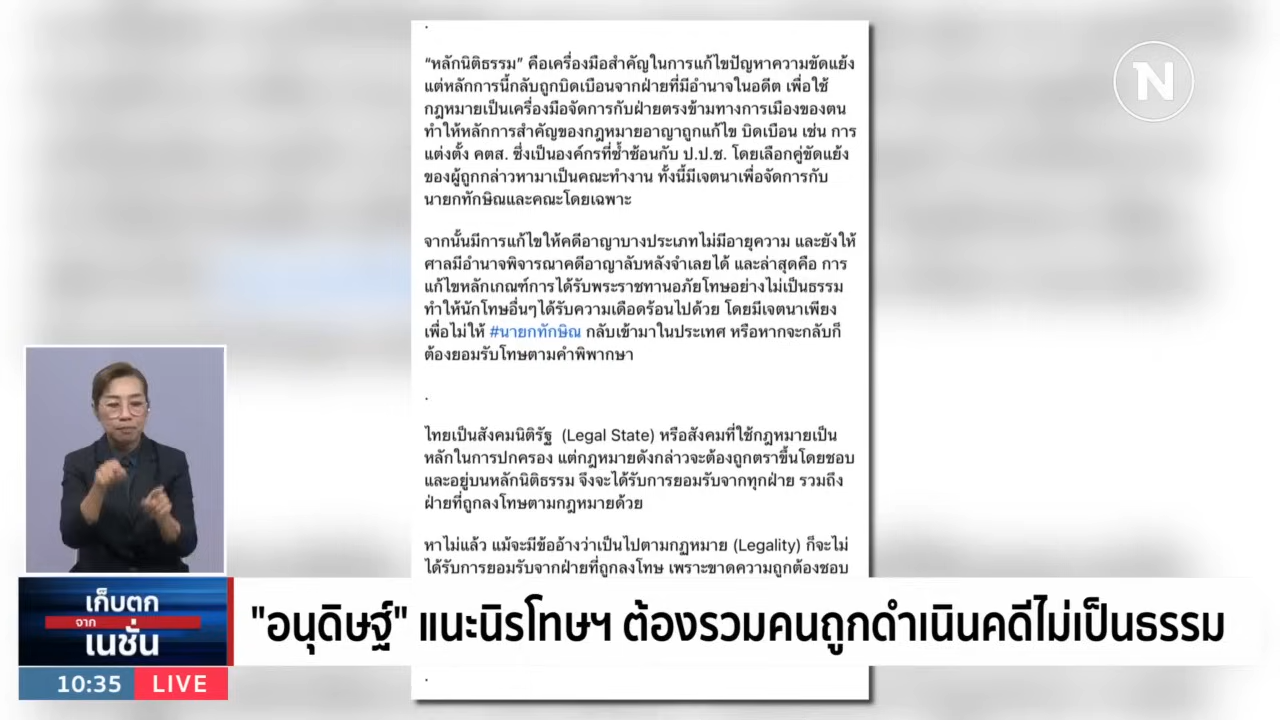 “หลักนิติธรรม” คือเครื่องมือสำคัญในการแก้ไขปัญหาความขัดแย้ง
แต่หลักการนี้กลับถูกบิดเบือนจากฝ่ายที่มีอำนาจในอดีต เพื่อใช้
กฎหมายเป็นเครื่องมือจัดการกับฝ่ายตรงข้ามทางการเมืองของตน
ทำให้หลักการสำคัญของกฎหมายอาญาถูกแก้ไข บิดเบือน เช่น การ
แต่งตั้ง คตส. ซึ่งเป็นองค์กรที่ซ้ำซ้อนกับ ป.ป.ช. โดยเลือกคู่ขัดแย้ง
ของผู้ถูกกล่าวหามาเป็นคณะทำงาน ทั้งนี้มีเจตนาเพื่อจัดการกับ
นายกทักษิณและคณะโดยเฉพาะ
จากนั้นมีการแก้ไขให้คดีอาญาบางประเภทไม่มีอายุความ และยังให้
ศาลมีอำนาจพิจารณาคดีอาญาลับหลังจำเลยได้ และล่าสุดคือ การ
แก้ไขหลักเกณฑ์การได้รับพระราชทานอภัยโทษอย่างไม่เป็นธรรม
ทำให้นักโทษอื่นๆได้รับความเดือดร้อนไปด้วย โดยมีเจตนาเพียง
เพื่อไม่ให้ #นายกทักษิณ กลับเข้ามาในประเทศ หรือหากจะกลับก็
ต้องยอมรับโทษตามคำพิพากษา
.
ไทยเป็นสังคมนิติรัฐ (Legal State) หรือสังคมที่ใช้กฎหมายเป็น
หลักในการปกครอง แต่กฎหมายดังกล่าวจะต้องถูกตราขึ้นโดยชอบ
และอยู่บนหลักนิติธรรม จึงจะได้รับการยอมรับจากทุกฝ่าย รวมถึง
ฝ่ายที่ถูกลงโทษตามกฎหมายด้วย
หาไม่แล้ว แม้จะมีข้ออ้างว่าเป็นไปตามกฎหมาย (Legality) ก็จะไม่
ได้รับการยอมรับจากฝ่ายที่ถูกลงโทษ เพราะขาดความถูกต้องชอบ
.
N
เก็บตก
จาก
เนชั่น
"อนุดิษฐ์" แนะนิรโทษฯ ต้องรวมคนถูกดำเนินคดีไม่เป็นธรรม
10:35 LIVE